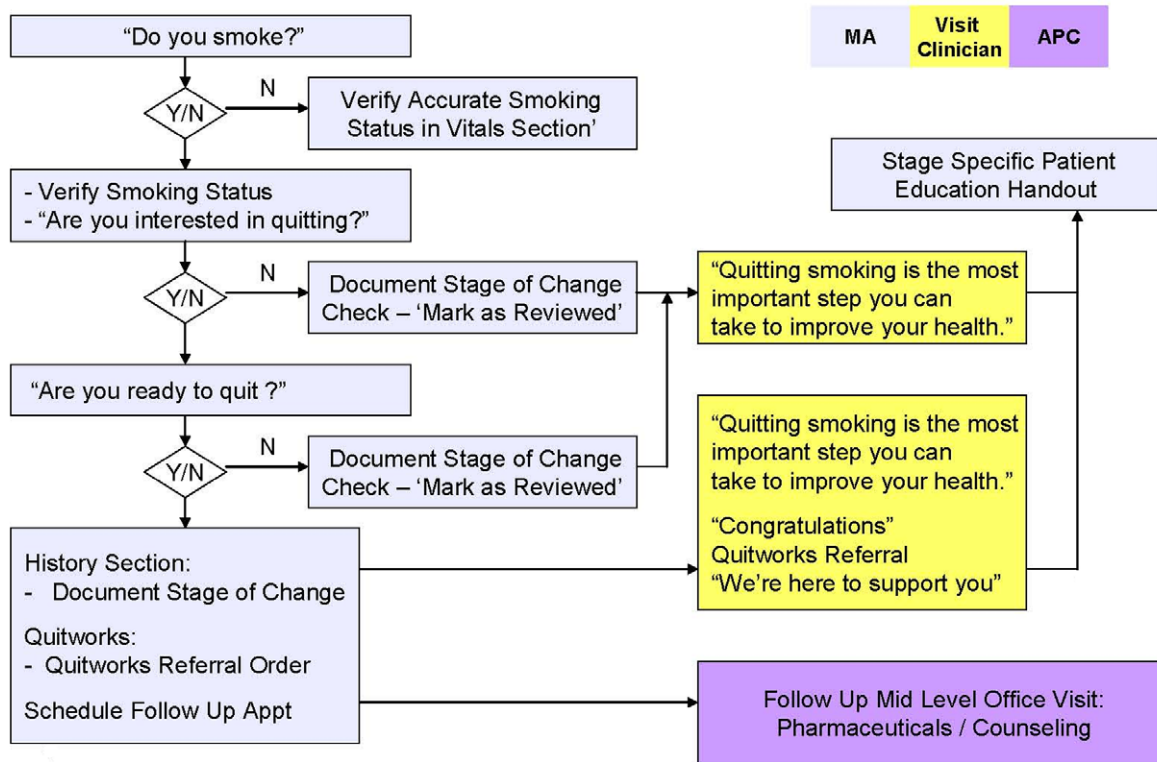 “Do you smoke?”
MA
Visit
Clinician
APC
Y/N
N
Verify Accurate Smoking
Status in Vitals Section’
Stage Specific Patient
Education Handout
- Verify Smoking Status
- “Are you interested in quitting?”
Y/N
N
Document Stage of Change
Check – ‘Mark as Reviewed’
“Quitting smoking is the most
important step you can
take to improve your health.”
“Are you ready to quit ?”
Y/N
N
Document Stage of Change
Check – ‘Mark as Reviewed’
“Quitting smoking is the most
important step you can
take to improve your health.”
“Congratulations”
Quitworks Referral
“We’re here to support you”
History Section:
- Document Stage of Change
Quitworks:
- Quitworks Referral Order
Schedule Follow Up Appt
Follow Up Mid Level Office Visit:
Pharmaceuticals / Counseling